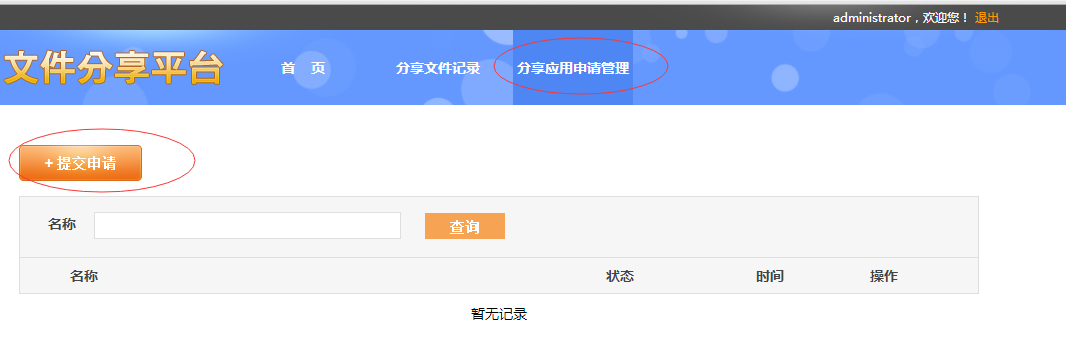 administrator，欢迎您！ 退出
文件分享平台 首 页 分享文件记录 分享应用申请管理
+ 提交申请
名称 查询
名称 状态 时间 操作
暂无记录